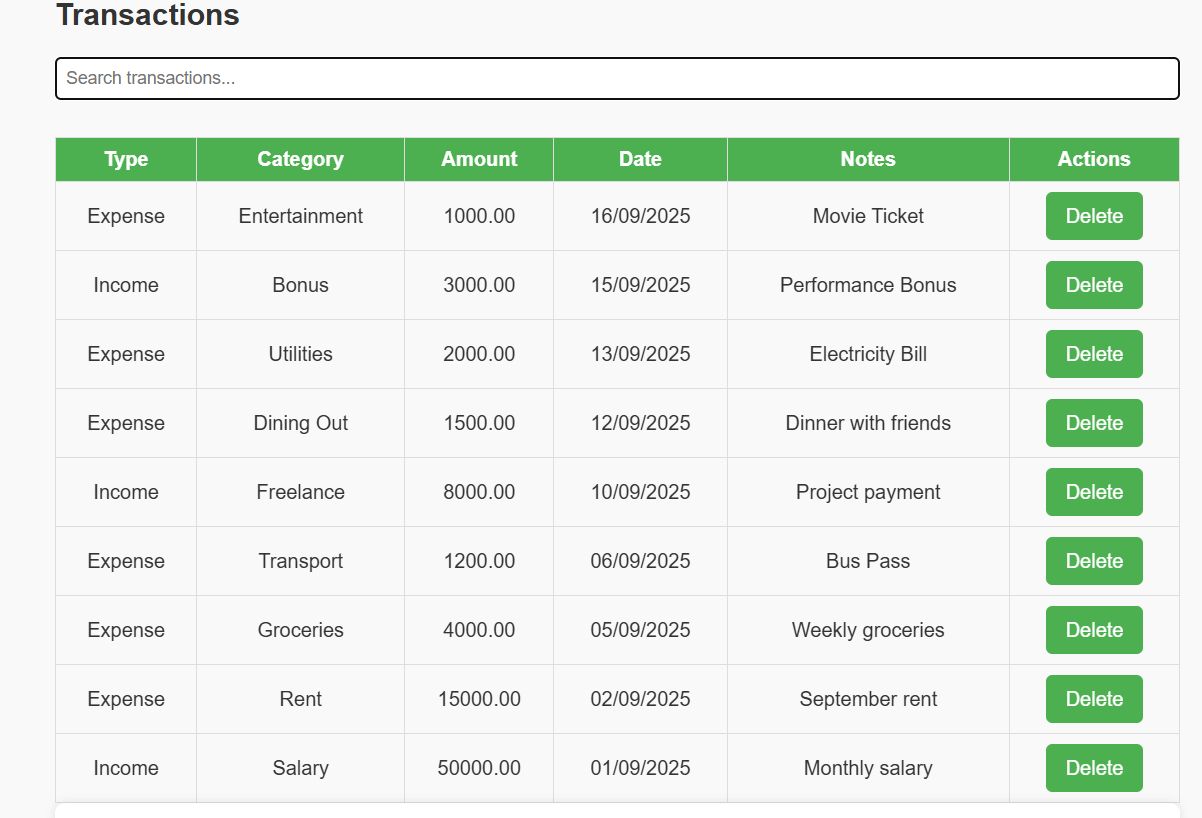 Transactions
Search transactions...
Type Category Amount Date Notes Actions
Expense Entertainment 1000.00 16/09/2025 Movie Ticket Delete
Income Bonus 3000.00 15/09/2025 Performance Bonus Delete
Expense Utilities 2000.00 13/09/2025 Electricity Bill Delete
Expense Dining Out 1500.00 12/09/2025 Dinner with friends Delete
Income Freelance 8000.00 10/09/2025 Project payment Delete
Expense Transport 1200.00 06/09/2025 Bus Pass Delete
Expense Groceries 4000.00 05/09/2025 Weekly groceries Delete
Expense Rent 15000.00 02/09/2025 September rent Delete
Income Salary 50000.00 01/09/2025 Monthly salary Delete